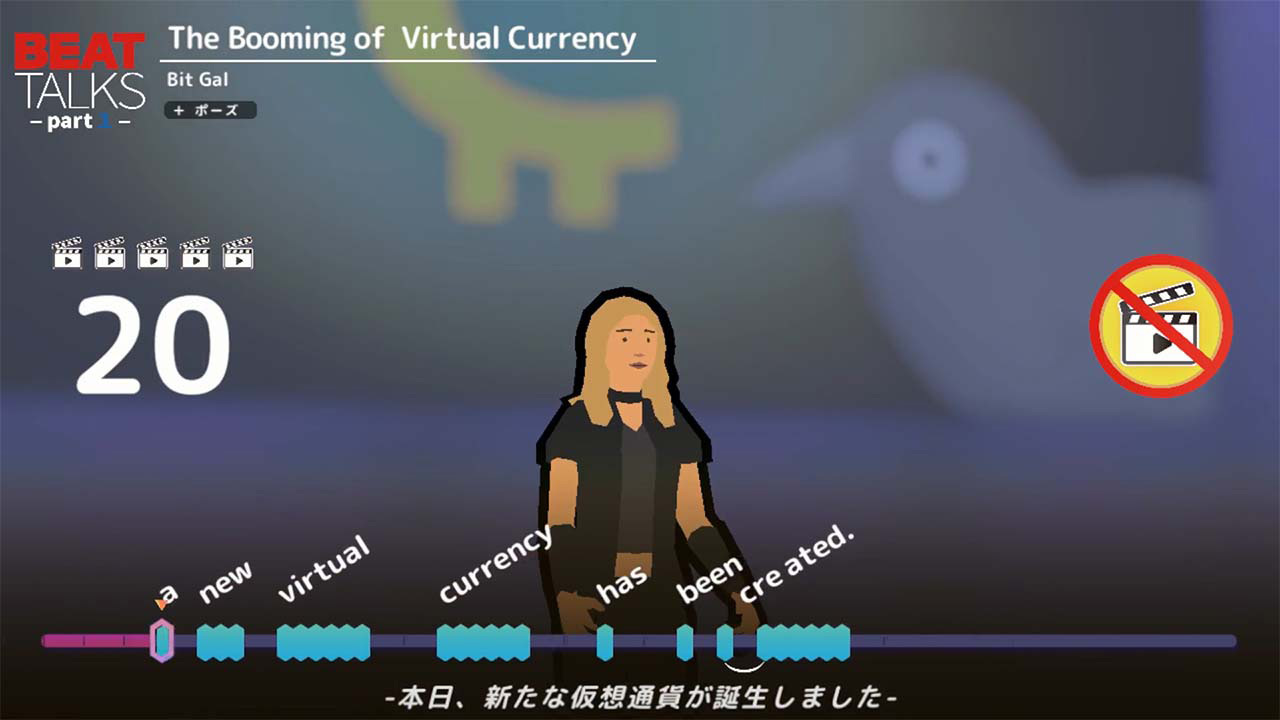 BEAT
TALKS
– part 1 –
The Booming of Virtual Currency
Bit Gal
+ ポーズ
20
a new virtual currency has been cre ated.
-本日、新たな仮想通貨が誕生しました-